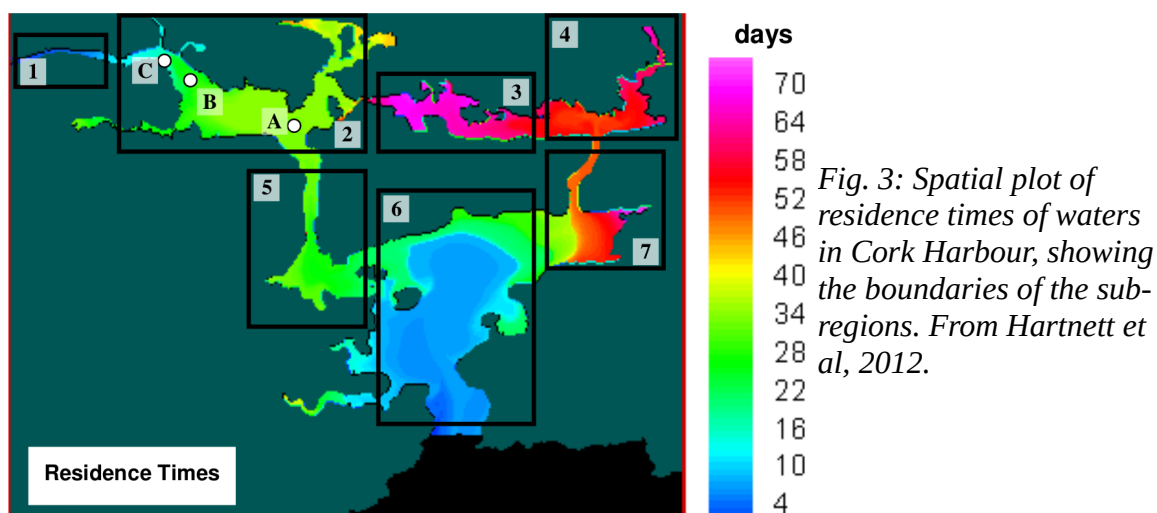 1
C
B
A
2
3
4
5
6
7
Residence Times
days
70
64
58
52
46
40
34
28
22
16
10
4
Fig. 3: Spatial plot of
residence times of waters
in Cork Harbour, showing
the boundaries of the sub-
regions. From Hartnett et
al, 2012.